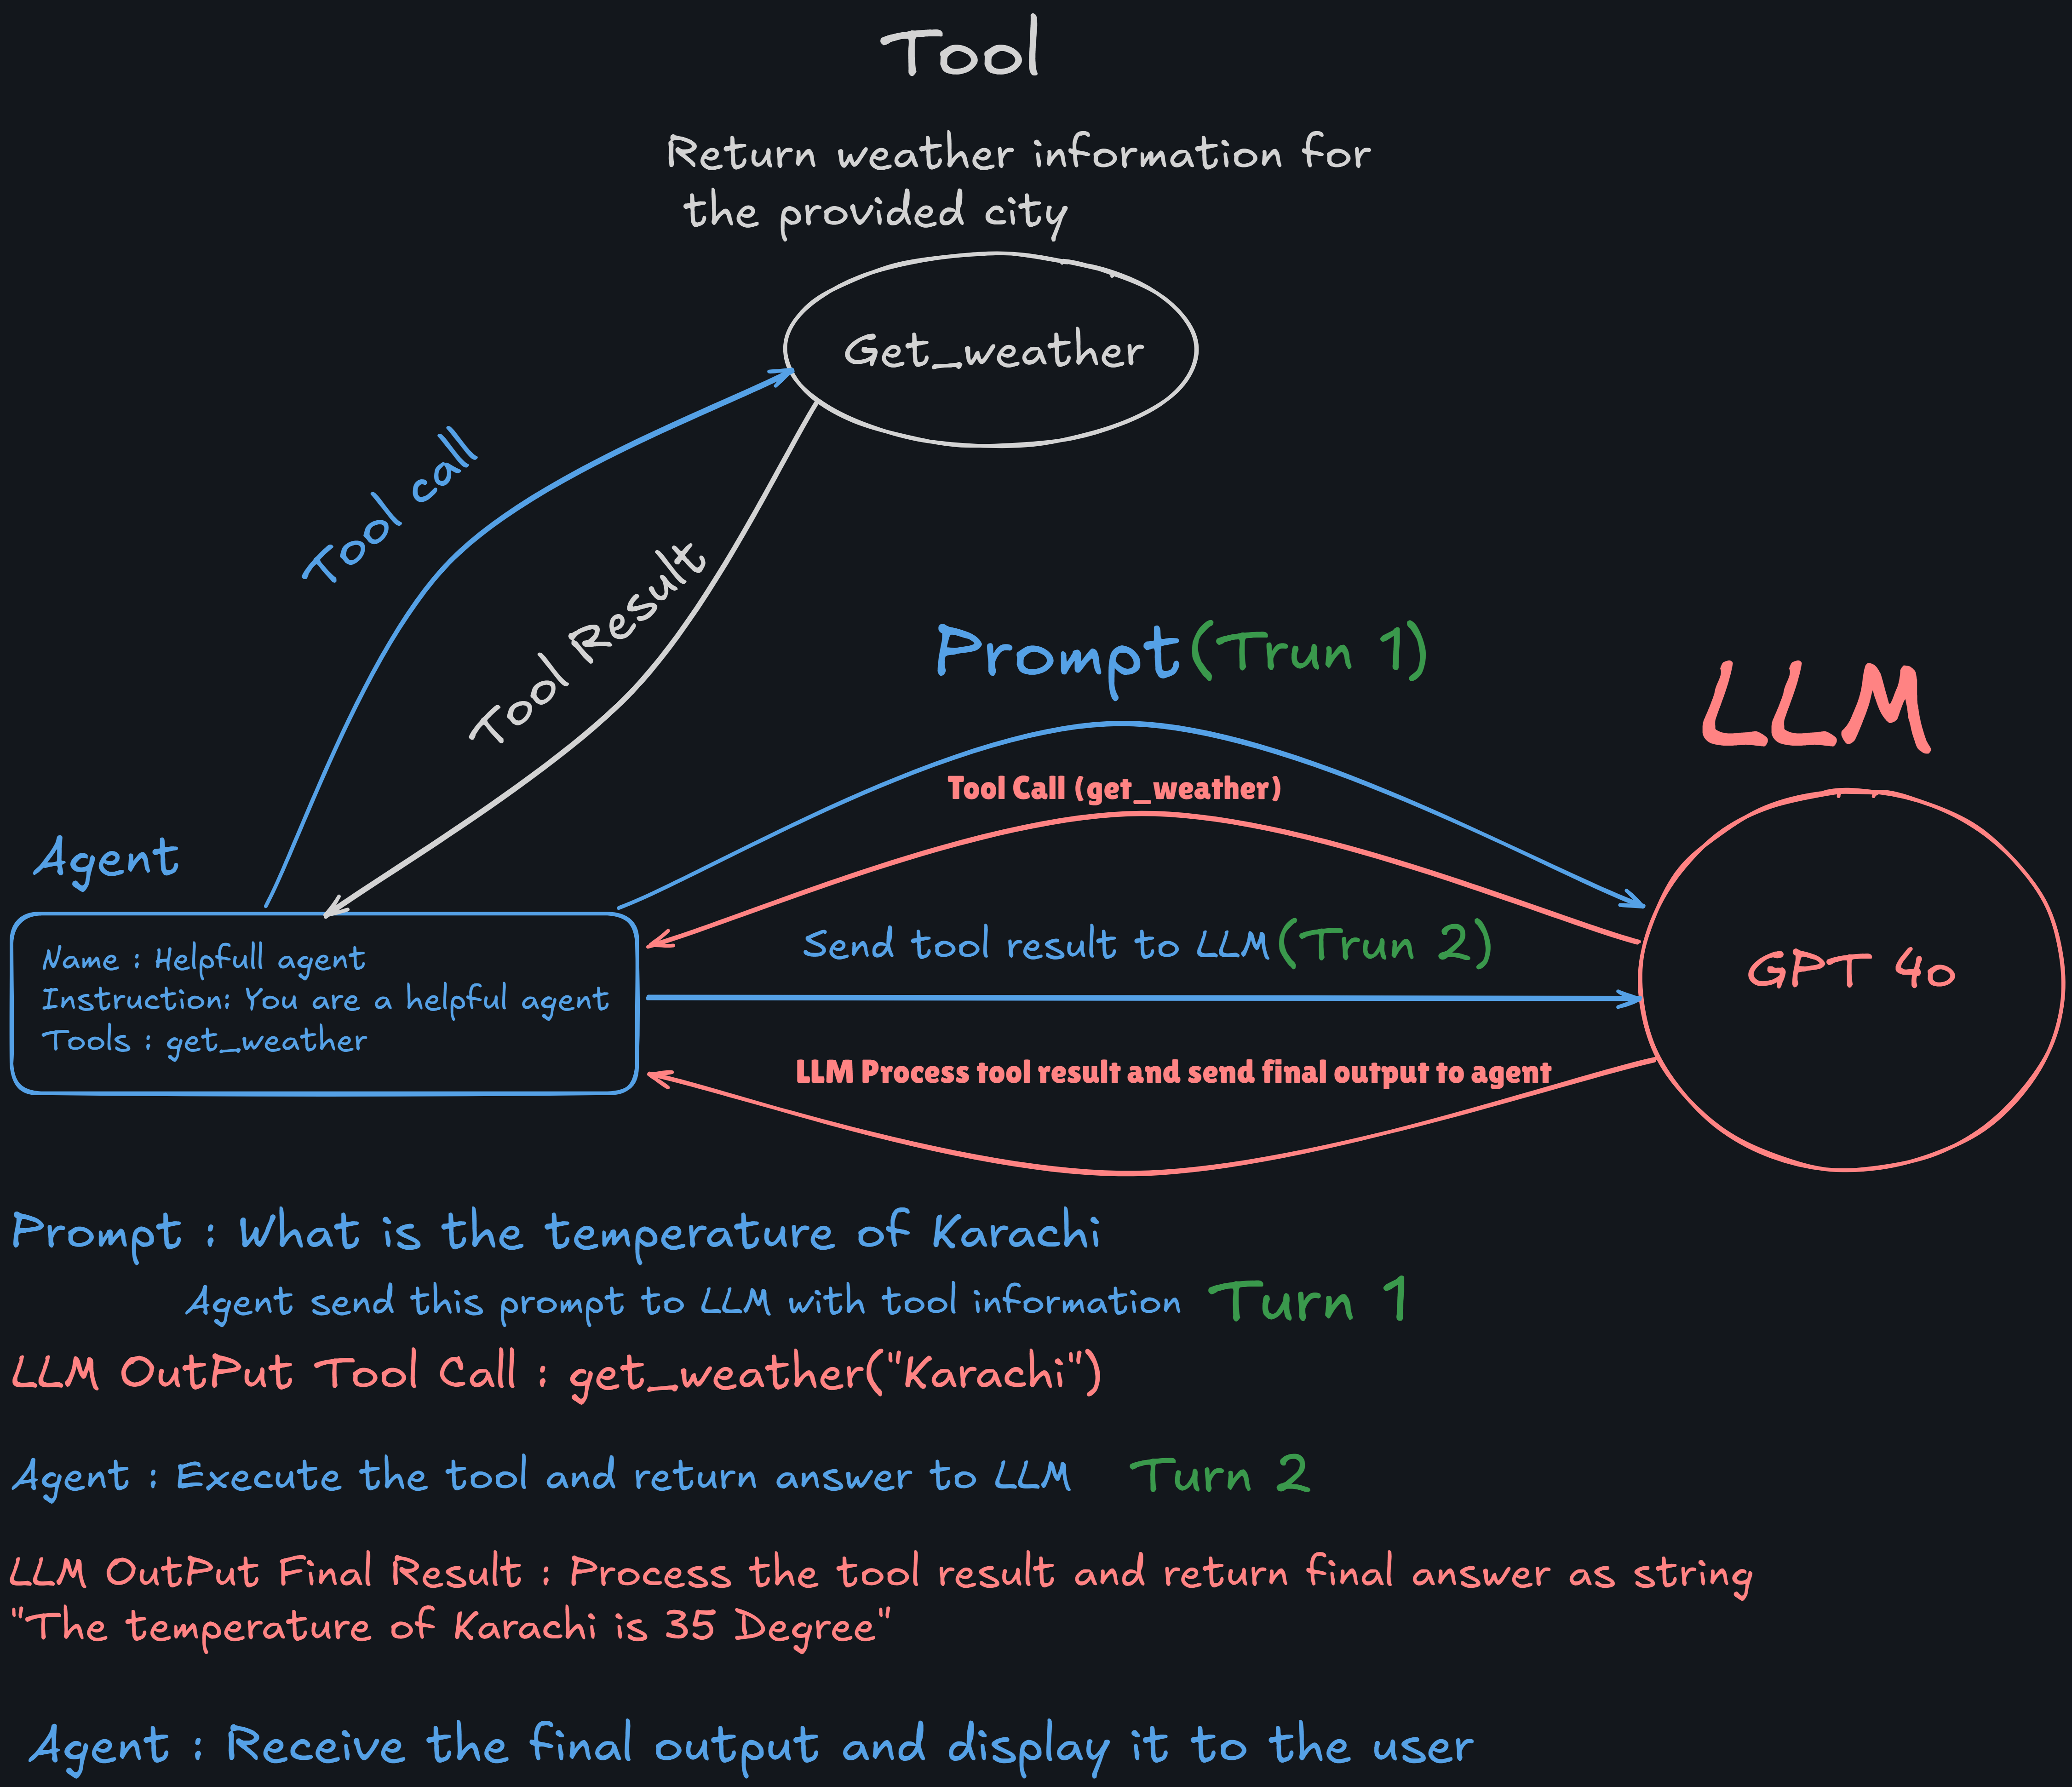 Tool
Return weather information for
the provided city
Get_weather
Tool call
Tool Result
Prompt(Trun 1)
LLM
Tool Call (get_weather)
Agent
Send tool result to LLM(Trun 2)
Name : Helpfull agent
Instruction: You are a helpful agent
Tools : get_weather
GPT 4o
LLM Process tool result and send final output to agent
Prompt : What is the temperature of Karachi
Agent send this prompt to LLM with tool information Turn 1
LLM OutPut Tool Call : get_weather("Karachi")
Agent : Execute the tool and return answer to LLM Turn 2
LLM OutPut Final Result : Process the tool result and return final answer as string
"The temperature of Karachi is 35 Degree"
Agent : Receive the final output and display it to the user